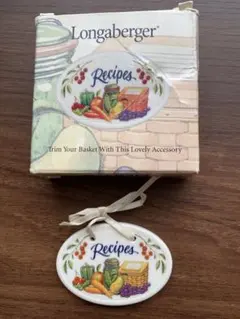 Longaberger®
Recipes
Trim Your Basket With This Lovely Accessory
Recipes